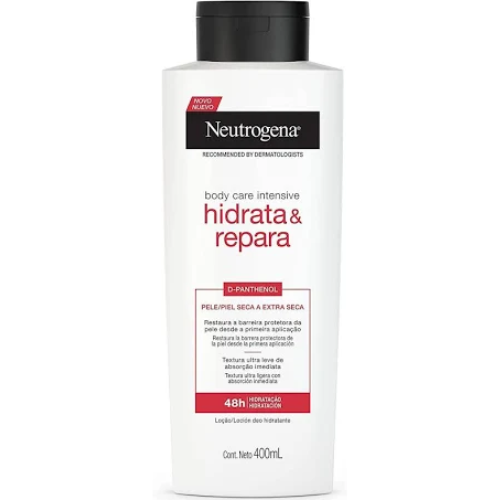 NOVO
NUEVO
Neutrogena®
RECOMMENDED BY DERMATOLOGISTS
body care intensive
hidrata &
repara
D-PANTHENOL
PELE/PIEL SECA A EXTRA SECA
Restaura a barreira protetora da
pele desde a primeira aplicação
Restaura la barrera protectora de
la piel desde la primera aplicación
Textura ultra leve de
absorção imediata
Textura ultra ligera con
absorción inmediata
48h HIDRATAÇÃO
HIDRATACIÓN
Loção/Loción deo hidratante
Cont. Neto 400mL